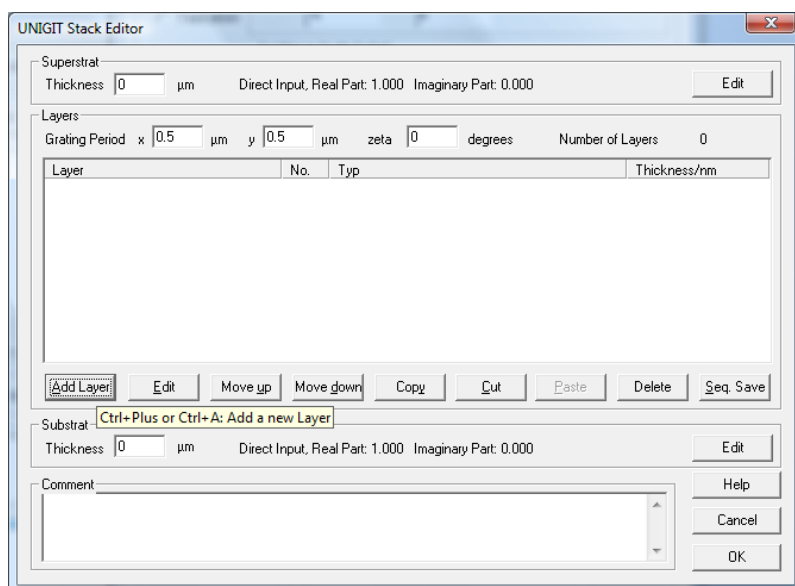 UNIGIT Stack Editor
Superstrat
Thickness 0 µm Direct Input, Real Part: 1.000 Imaginary Part: 0.000 Edit
Layers
Grating Period x 0.5 µm y 0.5 µm zeta 0 degrees Number of Layers 0
Layer No. Typ Thickness/nm
Add Layer Edit Move up Move down Copy Cut Paste Delete Seq. Save
Ctrl+Plus or Ctrl+A: Add a new Layer
Substrat
Thickness 0 µm Direct Input, Real Part: 1.000 Imaginary Part: 0.000 Edit
Comment
Help
Cancel
OK